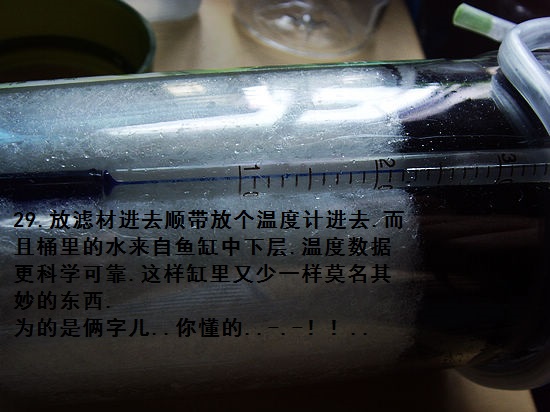 10
20
30
29.放滤材进去顺带放个温度计进去.而
且桶里的水来自鱼缸中下层.温度数据
更科学可靠.这样缸里又少一样莫名其
妙的东西.
为的是俩字儿..你懂的..-.-！！..